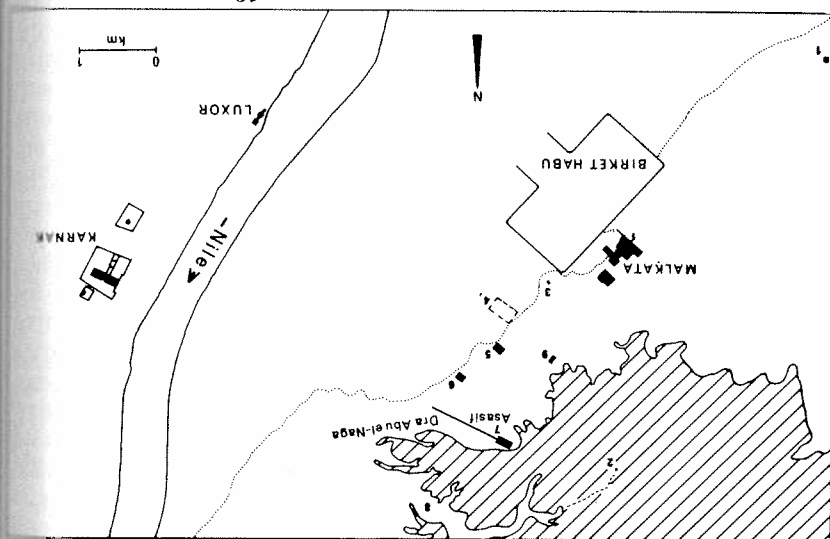 8
2
7
Asasif
Dra Abu el-Naga
6
9
5
4
3
MALKATA
KARNAK
Nile
BIRKET HABU
LUXOR
N
1
0 1
km